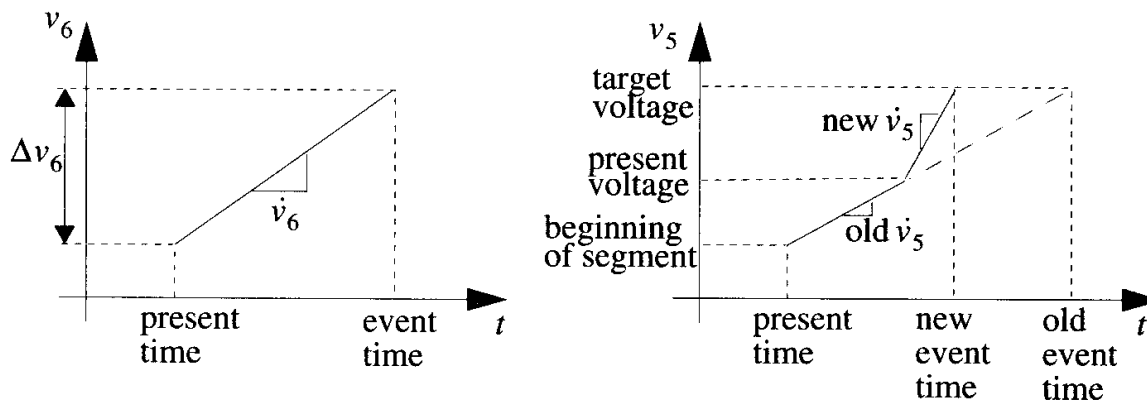 v̇6
Δv6
v̇6
present
time
event
time
t
v5
target
voltage
present
voltage
beginning
of segment
new v̇5
old v̇5
present
time
new
event
time
old
event
time
t